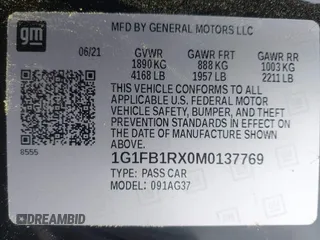 gm
MFD BY GENERAL MOTORS LLC
06/21 GVWR GAWR FRT GAWR RR
1890 KG 888 KG 1003 KG
4168 LB 1957 LB 2211 LB
THIS VEHICLE CONFORMS TO ALL APPLICABLE
U.S. FEDERAL MOTOR VEHICLE
SAFETY, BUMPER, AND THEFT
PREVENTION STANDARDS IN EFFECT ON THE
DATE OF MANUFACTURE SHOWN ABOVE.
8555
1G1FB1RX0M0137769
TYPE: PASS CAR
MODEL: 091AG37
DREAMBID